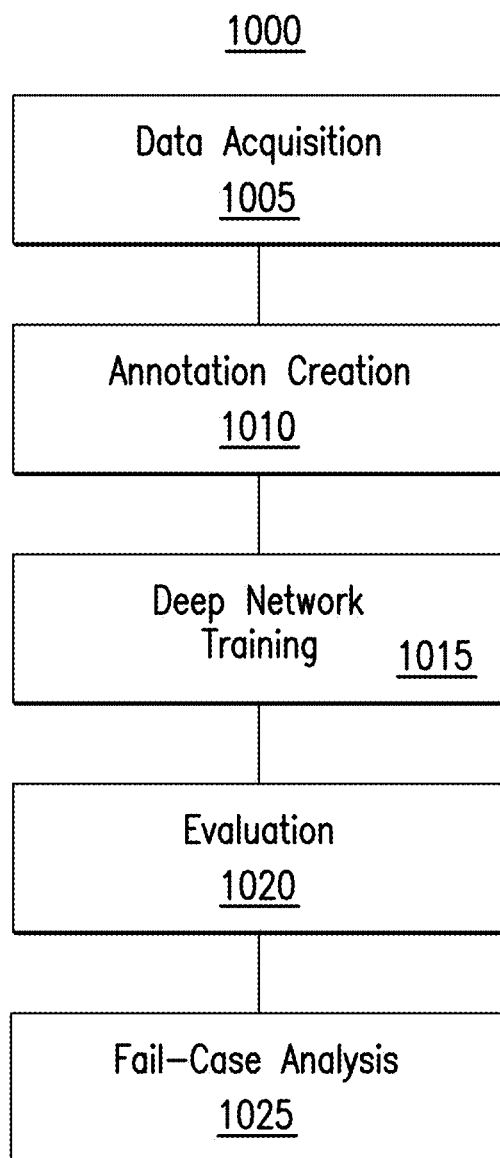 1000
Data Acquisition
1005
Annotation Creation
1010
Deep Network
Training
1015
Evaluation
1020
Fail-Case Analysis
1025